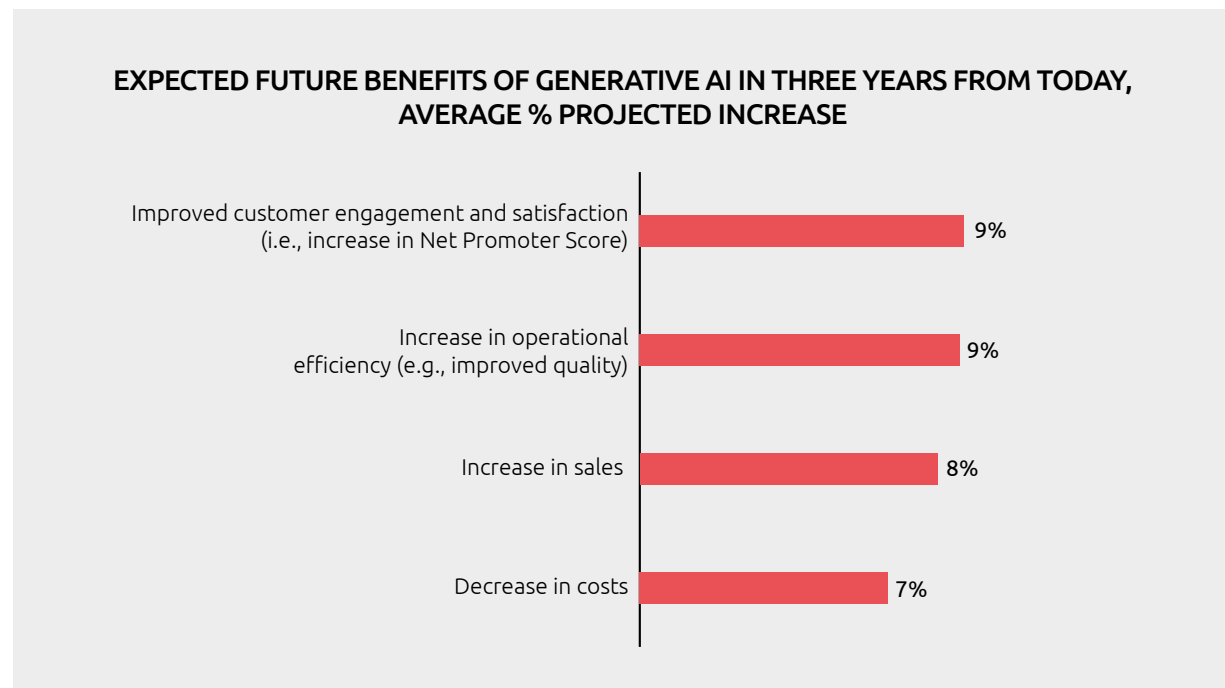 EXPECTED FUTURE BENEFITS OF GENERATIVE AI IN THREE YEARS FROM TODAY,
AVERAGE % PROJECTED INCREASE
Improved customer engagement and satisfaction
(i.e., increase in Net Promoter Score)
9%
Increase in operational
efficiency (e.g., improved quality)
9%
Increase in sales
8%
Decrease in costs
7%